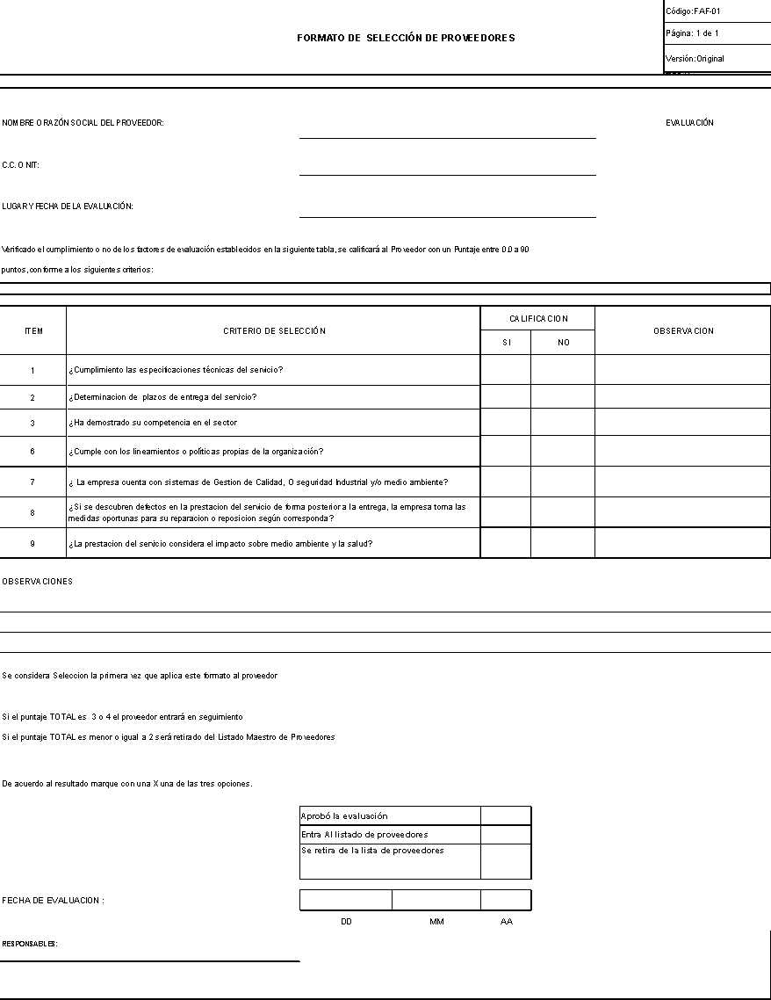 Código:FAF-01
FORMATO DE SELECCIÓN DE PROVEEDORES
Página: 1 de 1
Versión:Original
NOMBRE O RAZÓN SOCIAL DEL PROVEEDOR:
EVALUACIÓN
C.C. O NIT:
LUGAR Y FECHA DE LA EVALUACIÓN:
Verificado el cumplimiento o no de los factores de evaluación establecidos en la siguiente tabla, se calificará al Proveedor con un Puntaje entre 0,0 a 90
puntos, conforme a los siguientes criterios:
ITEM CRITERIO DE SELECCIÓN CALIFICACION OBSERVACION
SI NO
1 ¿Cumplimiento las especificaciones técnicas del servicio?
2 ¿Determinacion de plazos de entrega del servicio?
3 ¿Ha demostrado su competencia en el sector
6 ¿Cumple con los lineamientos o políticas propias de la organización?
7 ¿ La empresa cuenta con sistemas de Gestion de Calidad, O seguridad Industrial y/o medio ambiente?
8 ¿Si se descubren defectos en la prestacion del servicio de forma posterior a la entrega, la empresa toma las
medidas oportunas para su reparacion o reposicion según corresponda?
9 ¿La prestacion del servicio considera el impacto sobre medio ambiente y la salud?
OBSERVACIONES
Se considera Seleccion la primera vez que aplica este formato al proveedor
Si el puntaje TOTAL es 3 o 4 el proveedor entrará en seguimiento
Si el puntaje TOTAL es menor o igual a 2 será retirado del Listado Maestro de Proveedores
De acuerdo al resultado marque con una X una de las tres opciones.
Aprobó la evaluación
Entra Al listado de proveedores
Se retira de la lista de proveedores
FECHA DE EVALUACION :
DD MM AA
RESPONSABLES: